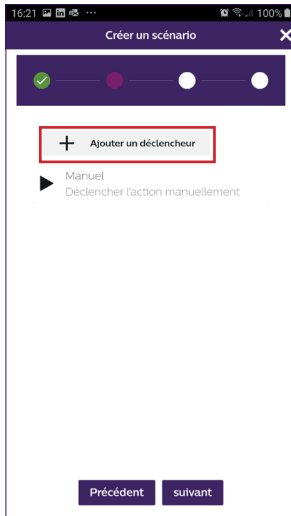 16:21 ... 100%
Créer un scénario
Ajouter un déclencheur
Manuel
Déclencher l'action manuellement
Précédent suivant